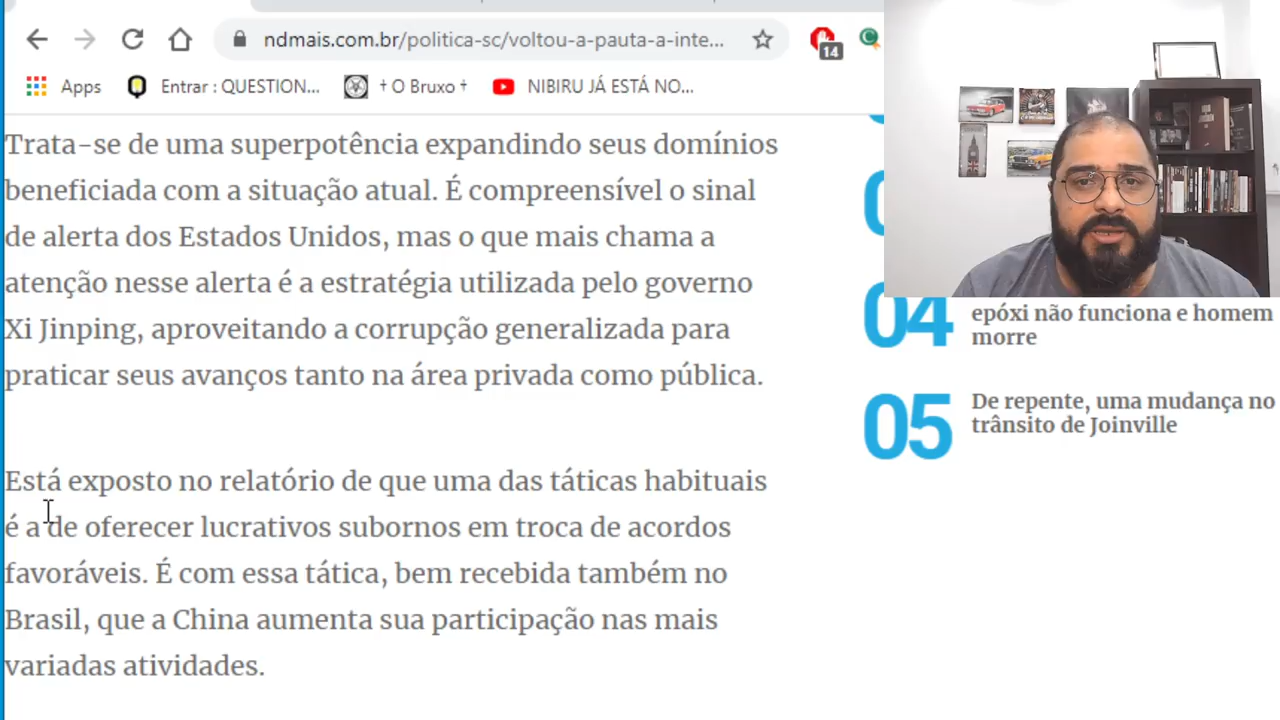 ndmais.com.br/politica-sc/voltou-a-pauta-a-inte...
14
Apps
Entrar : QUESTION...
† O Bruxo †
NIBIRU JÁ ESTÁ NO...
Trata-se de uma superpotência expandindo seus domínios
beneficiada com a situação atual. É compreensível o sinal
de alerta dos Estados Unidos, mas o que mais chama a
atenção nesse alerta é a estratégia utilizada pelo governo
Xi Jinping, aproveitando a corrupção generalizada para
praticar seus avanços tanto na área privada como pública.
Está exposto no relatório de que uma das táticas habituais
é a de oferecer lucrativos subornos em troca de acordos
favoráveis. É com essa tática, bem recebida também no
Brasil, que a China aumenta sua participação nas mais
variadas atividades.
04
epóxi não funciona e homem
morre
05
De repente, uma mudança no
trânsito de Joinville